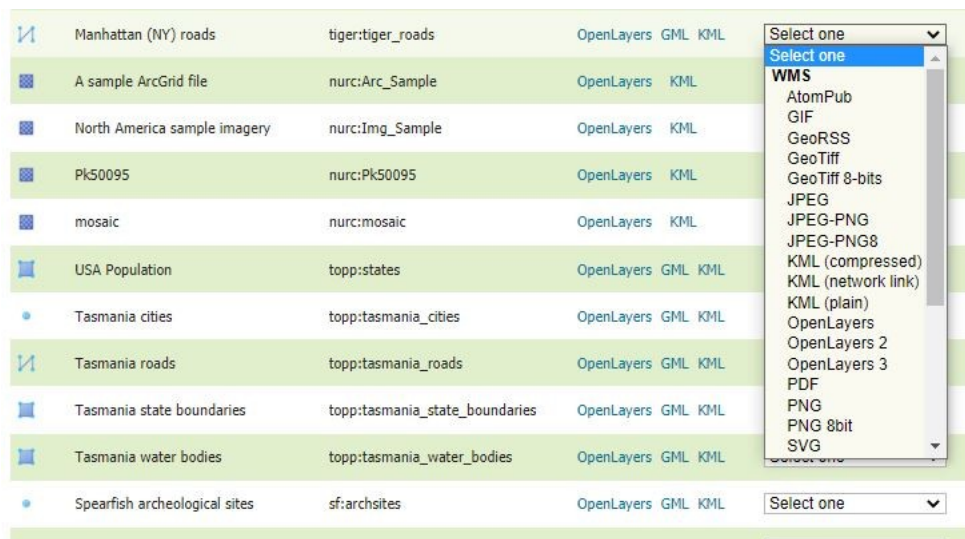 Manhattan (NY) roads tiger:tiger_roads OpenLayers GML KML Select one
A sample ArcGrid file nurc:Arc_Sample OpenLayers KML
North America sample imagery nurc:Img_Sample OpenLayers KML
Pk50095 nurc:Pk50095 OpenLayers KML
mosaic nurc:mosaic OpenLayers KML
USA Population topp:states OpenLayers GML KML
Tasmania cities topp:tasmania_cities OpenLayers GML KML
Tasmania roads topp:tasmania_roads OpenLayers GML KML
Tasmania state boundaries topp:tasmania_state_boundaries OpenLayers GML KML
Tasmania water bodies topp:tasmania_water_bodies OpenLayers GML KML
Spearfish archeological sites sf:archsites OpenLayers GML KML Select one
Select one
WMS
AtomPub
GIF
GeoRSS
GeoTiff
GeoTiff 8-bits
JPEG
JPEG-PNG
JPEG-PNG8
KML (compressed)
KML (network link)
KML (plain)
OpenLayers
OpenLayers 2
OpenLayers 3
PDF
PNG
PNG 8bit
SVG